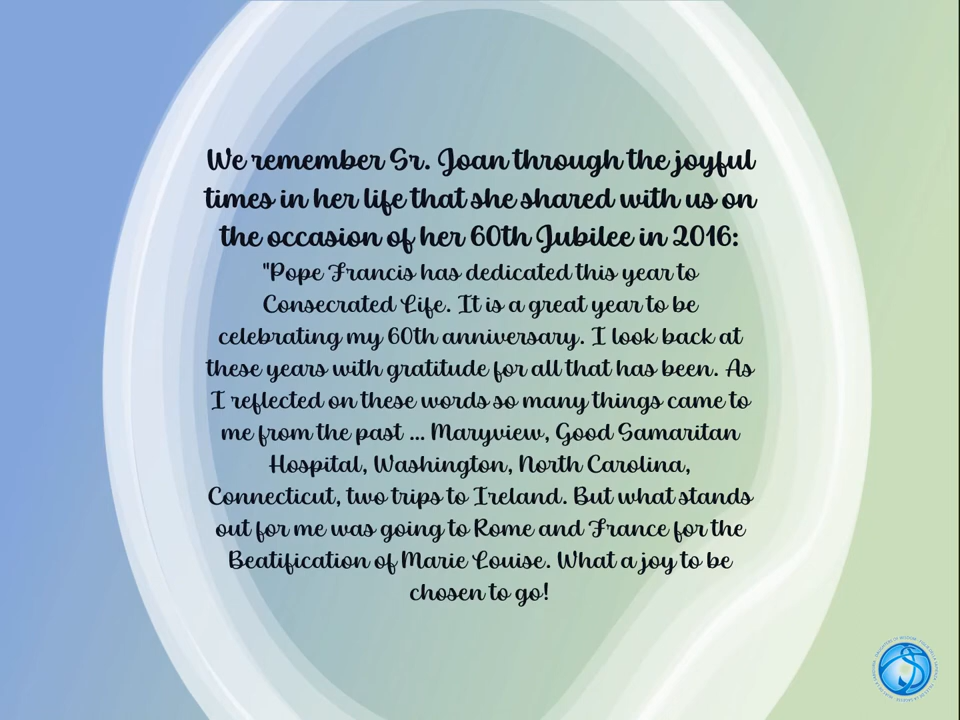 We remember Sr. Joan through the joyful
times in her life that she shared with us on
the occasion of her 60th Jubilee in 2016:
"Pope Francis has dedicated this year to
Consecrated Life. It is a great year to be
celebrating my 60th anniversary. I look back at
these years with gratitude for all that has been. As
I reflected on these words so many things came to
me from the past ... Maryview, Good Samaritan
Hospital, Washington, North Carolina,
Connecticut, two trips to Ireland. But what stands
out for me was going to Rome and France for the
Beatification of Marie Louise. What a joy to be
chosen to go!